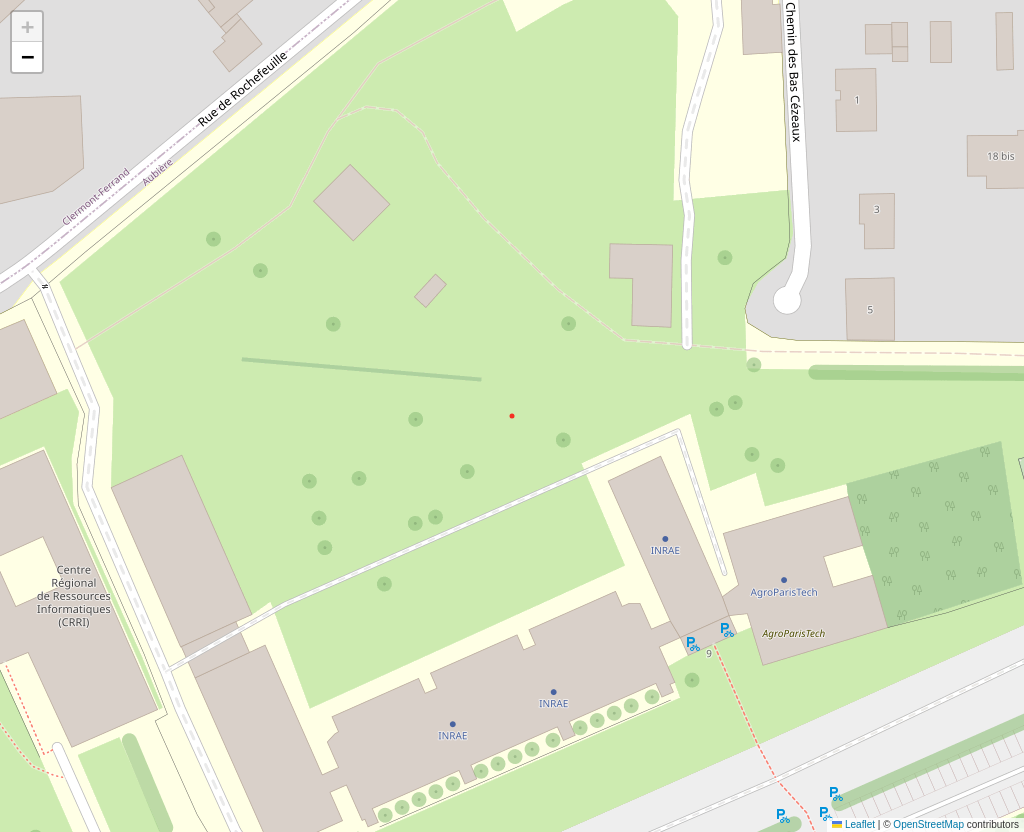 +
−
Rue de Rochefeuille
Clermont-Ferrand
Aubière
Chemin des Bas Cézeaux
1
18 bis
3
5
INRAE
AgroParisTech
AgroParisTech
9
Centre
Régional
de Ressources
Informatiques
(CRRI)
INRAE
INRAE
P
P
P
P
P
Leaflet | © OpenStreetMap contributors